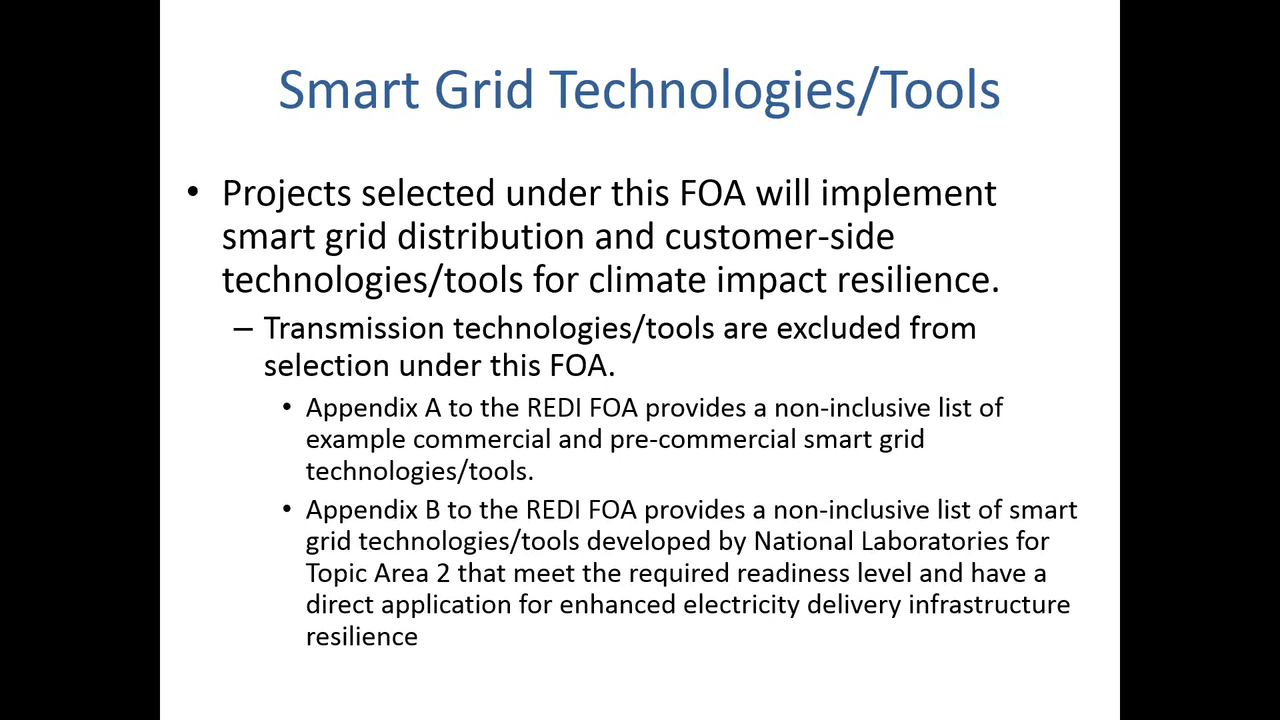 Smart Grid Technologies/Tools
• Projects selected under this FOA will implement
smart grid distribution and customer-side
technologies/tools for climate impact resilience.
– Transmission technologies/tools are excluded from
selection under this FOA.
• Appendix A to the REDI FOA provides a non-inclusive list of
example commercial and pre-commercial smart grid
technologies/tools.
• Appendix B to the REDI FOA provides a non-inclusive list of smart
grid technologies/tools developed by National Laboratories for
Topic Area 2 that meet the required readiness level and have a
direct application for enhanced electricity delivery infrastructure
resilience